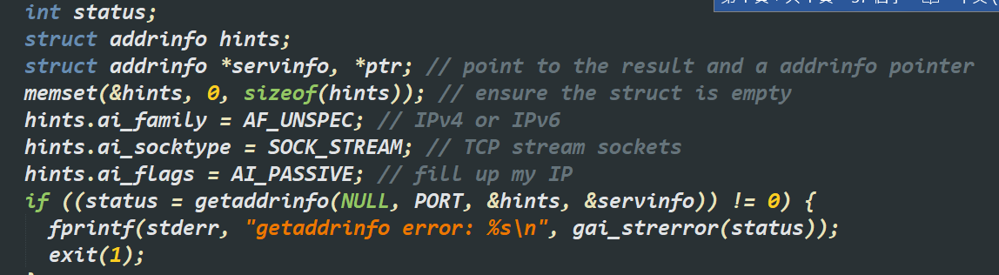 int status;
struct addrinfo hints;
struct addrinfo *servinfo, *ptr; // point to the result and a addrinfo pointer
memset(&hints, 0, sizeof(hints)); // ensure the struct is empty
hints.ai_family = AF_UNSPEC; // IPv4 or IPv6
hints.ai_socktype = SOCK_STREAM; // TCP stream sockets
hints.ai_flags = AI_PASSIVE; // fill up my IP
if ((status = getaddrinfo(NULL, PORT, &hints, &servinfo)) != 0) {
  fprintf(stderr, "getaddrinfo error: %s\n", gai_strerror(status));
  exit(1);